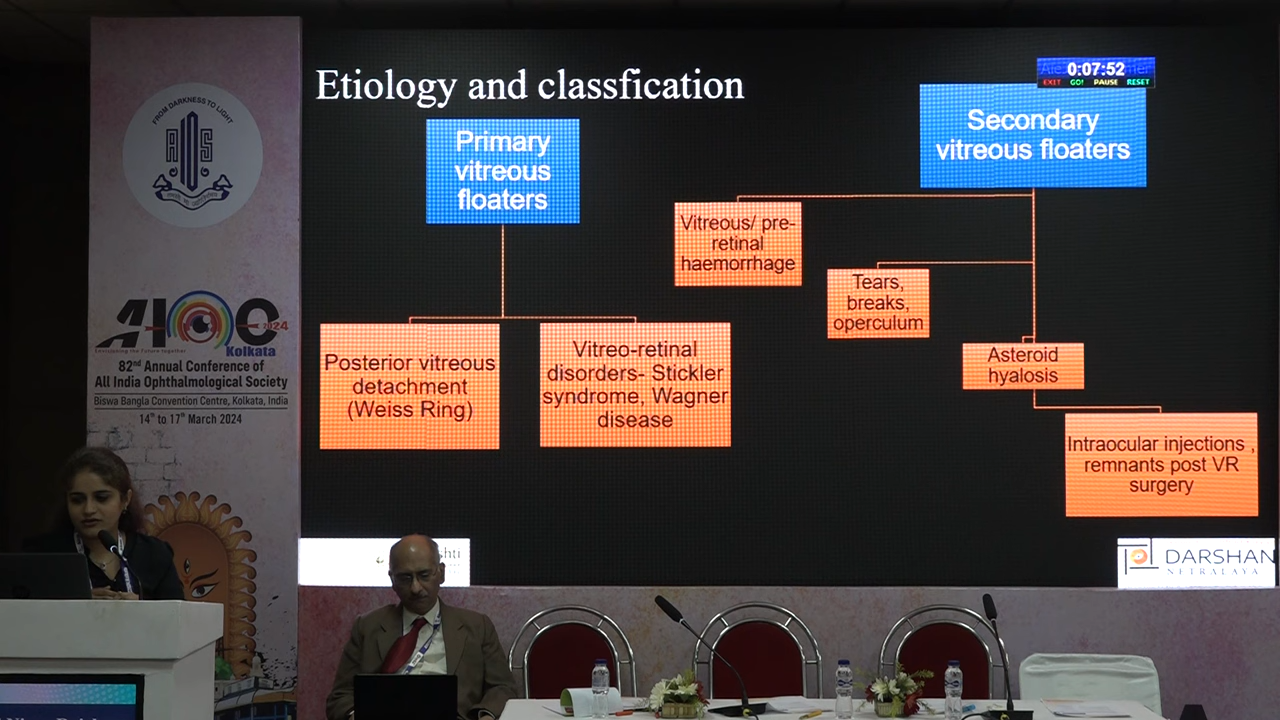 FROM DARKNESS TO LIGHT
AIOS
AIOC
2024
Kolkata
82nd Annual Conference of
All India Ophthalmological Society
Biswa Bangla Convention Centre, Kolkata, India
14th to 17th March 2024
Etiology and classfication
0:07:52
EXIT GO! PAUSE RESET
Primary
vitreous
floaters
Secondary
vitreous floaters
Vitreous/ pre-
retinal
haemorrhage
Tears,
breaks,
operculum
Posterior vitreous
detachment
(Weiss Ring)
Vitreo-retinal
disorders- Stickler
syndrome, Wagner
disease
Asteroid
hyalosis
Intraocular injections ,
remnants post VR
surgery
DARSHAN
NETRALAYA